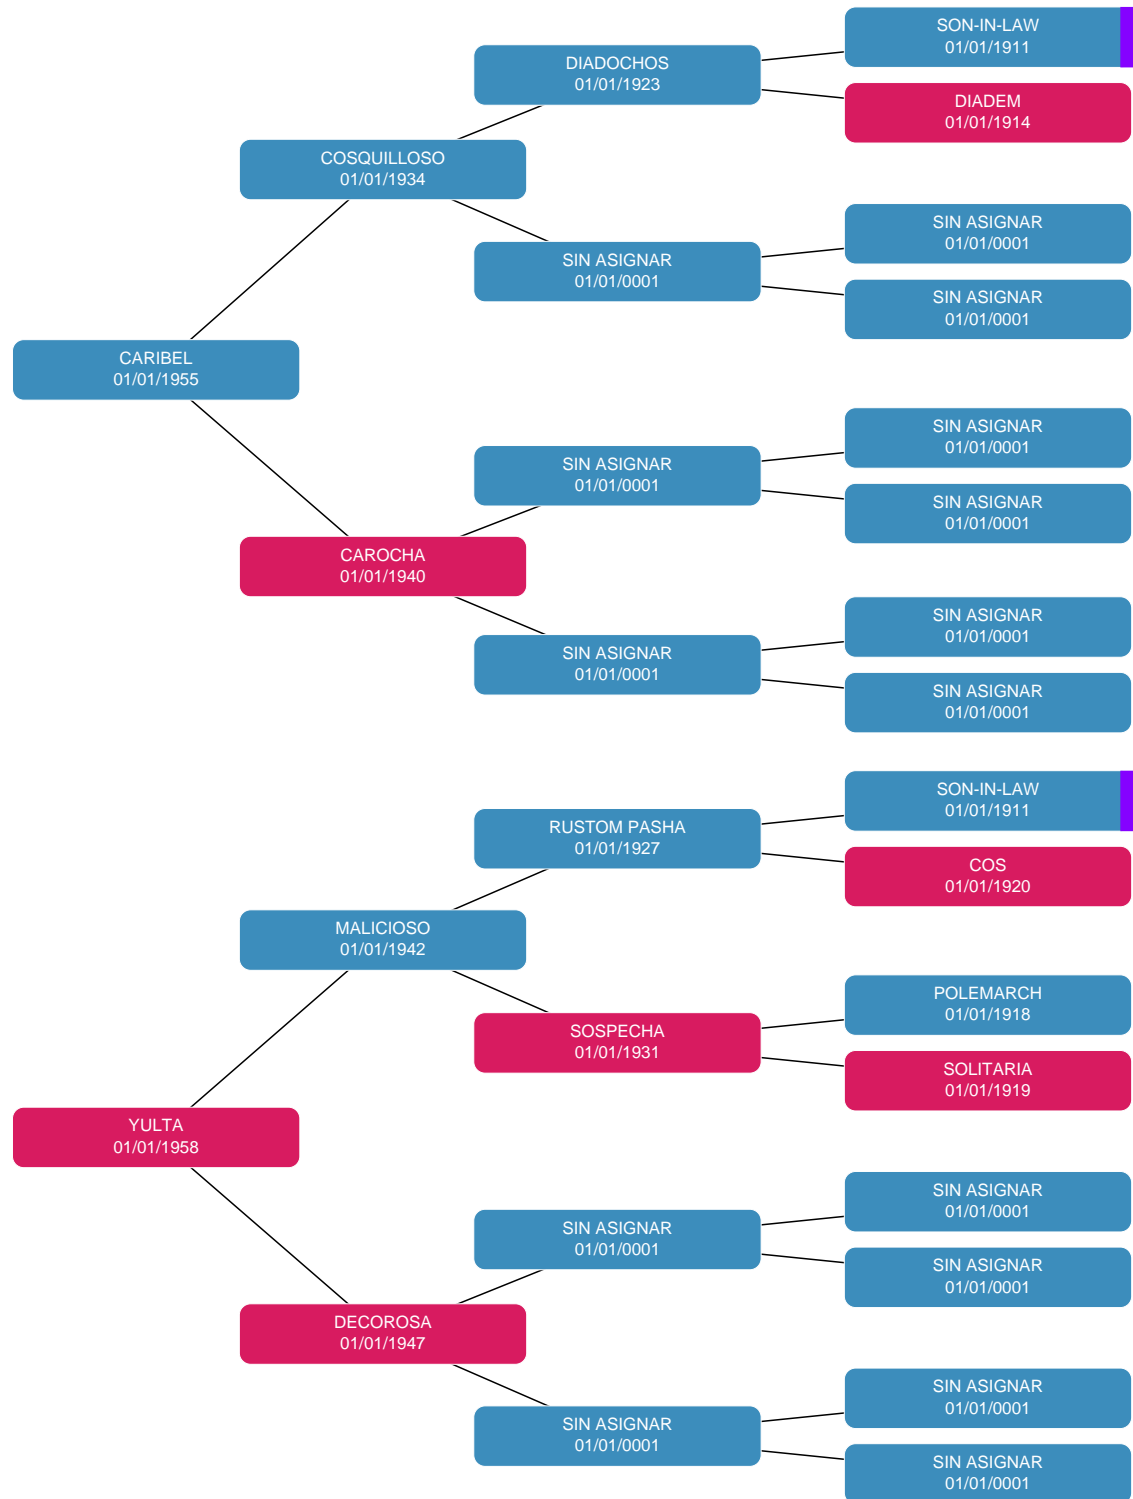 SON-IN-LAW
01/01/1911
DIADOCHOS
01/01/1923
DIADEM
01/01/1914
COSQUILLOSO
01/01/1934
SIN ASIGNAR
01/01/0001
SIN ASIGNAR
01/01/0001
SIN ASIGNAR
01/01/0001
CARIBEL
01/01/1955
SIN ASIGNAR
01/01/0001
SIN ASIGNAR
01/01/0001
SIN ASIGNAR
01/01/0001
CAROCHA
01/01/1940
SIN ASIGNAR
01/01/0001
SIN ASIGNAR
01/01/0001
SIN ASIGNAR
01/01/0001
SON-IN-LAW
01/01/1911
RUSTOM PASHA
01/01/1927
COS
01/01/1920
MALICIOSO
01/01/1942
POLEMARCH
01/01/1918
SOSPECHA
01/01/1931
SOLITARIA
01/01/1919
YULTA
01/01/1958
SIN ASIGNAR
01/01/0001
SIN ASIGNAR
01/01/0001
SIN ASIGNAR
01/01/0001
DECOROSA
01/01/1947
SIN ASIGNAR
01/01/0001
SIN ASIGNAR
01/01/0001
SIN ASIGNAR
01/01/0001